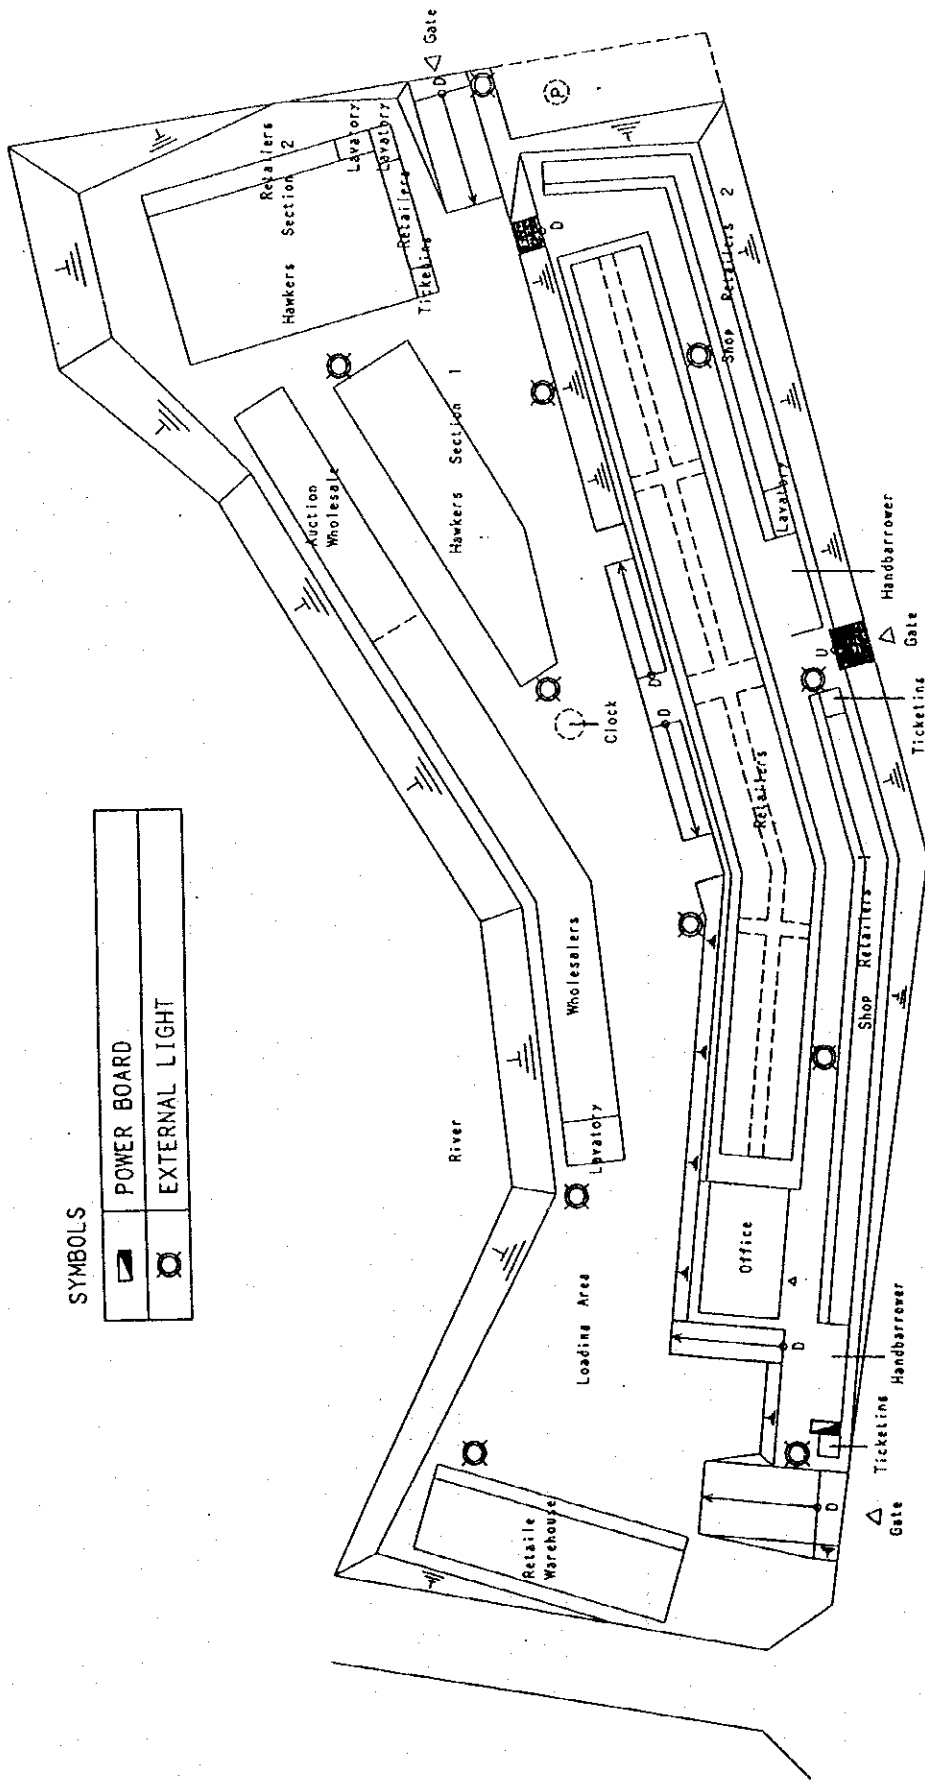 SYMBOLS
POWER BOARD
EXTERNAL LIGHT
River
Retailers
Hawkers Section 2
Lavatory
Lavatory
Retailers
Ticketing
D
Gate
P
Auction
Wholesale
Hawkers Section 1
Clock
Wholesalers
Lavatory
Loading Area
Retaile
Warehouse
D
D
D
Retailers
Shop Retailers 2
Lavatory
Handbarrower
D
Gate
Ticketing
Shop Retailers 1
Office
D
Handbarrower
Ticketing
D
Gate